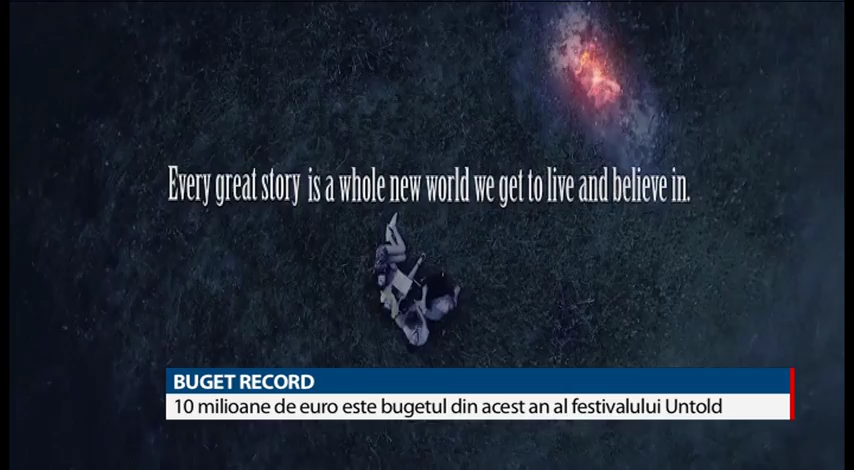 Every great story is a whole new world we get to live and believe in.
BUGET RECORD
10 milioane de euro este bugetul din acest an al festivalului Untold